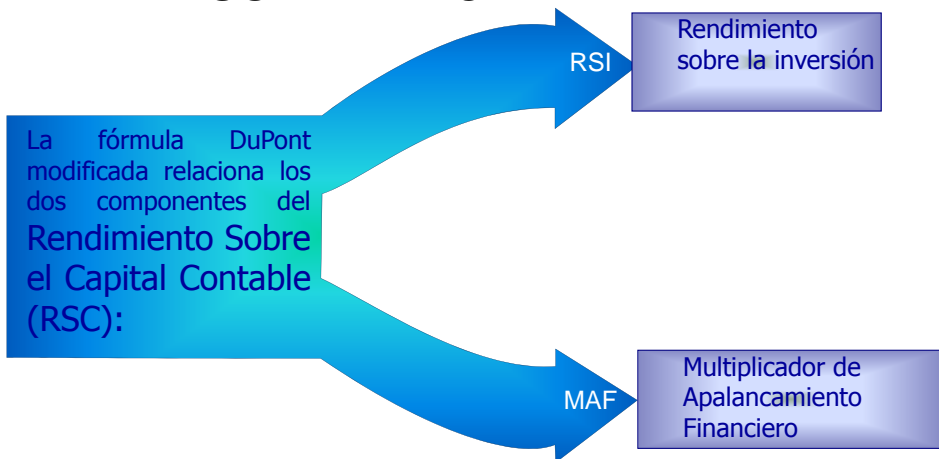 La fórmula DuPont
modificada relaciona los
dos componentes del
Rendimiento Sobre
el Capital Contable
(RSC):
RSI
Rendimiento
sobre la inversión
MAF
Multiplicador de
Apalancamiento
Financiero